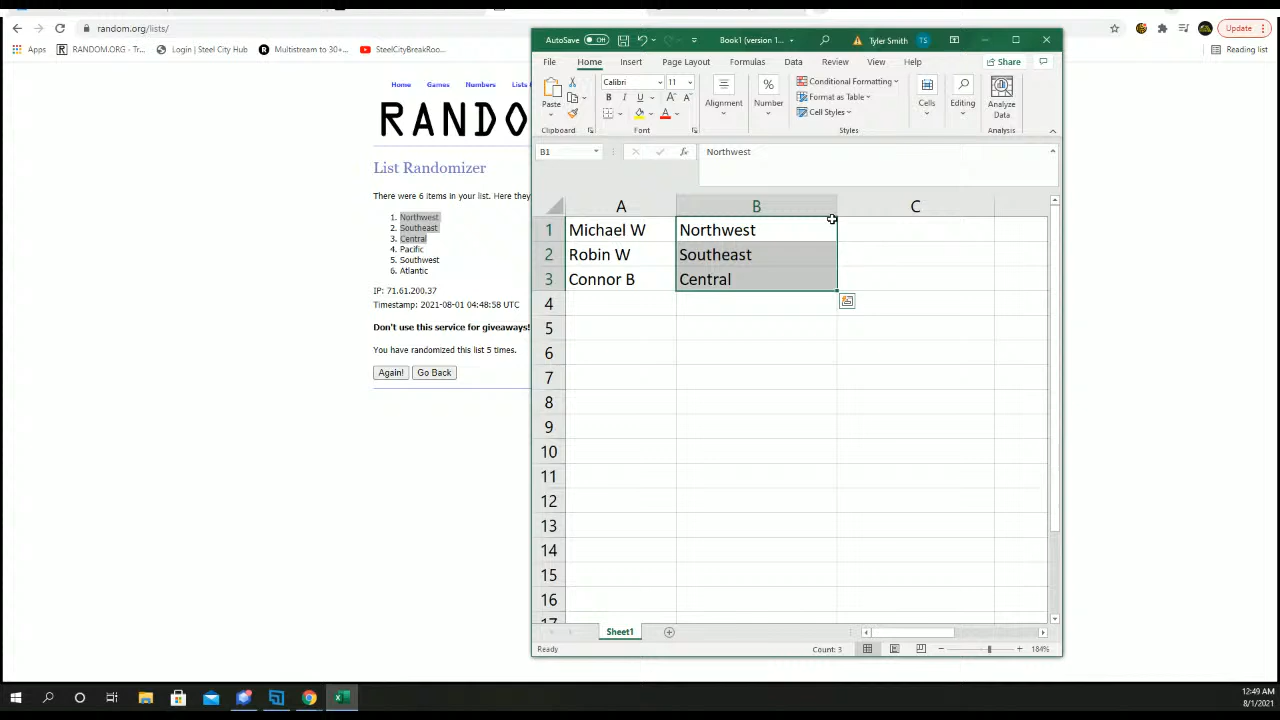 random.org/lists/
Update
Apps
RANDOM.ORG - Tr...
Login | Steel City Hub
Multistream to 30+...
SteelCityBreakRoo...
Reading list
Home
Games
Numbers
Lists
RANDO
List Randomizer
There were 6 items in your list. Here they
1. Northwest
2. Southeast
3. Central
4. Pacific
5. Southwest
6. Atlantic
IP: 71.61.200.37
Timestamp: 2021-08-01 04:48:58 UTC
Don't use this service for giveaways!
You have randomized this list 5 times.
Again!
Go Back
AutoSave Off
Book1 (version 1...
Tyler Smith
TS
File
Home
Insert
Page Layout
Formulas
Data
Review
View
Help
Share
Paste
Clipboard
Calibri
11
B I U
Font
Alignment
Number
Conditional Formatting
Format as Table
Cell Styles
Styles
Cells
Editing
Analyze
Data
Analysis
B1
fx
Northwest
A B C
1 Michael W Northwest
2 Robin W Southeast
3 Connor B Central
4
5
6
7
8
9
10
11
12
13
14
15
16
17
Sheet1
Ready
Count: 3
184%
12:49 AM
8/1/2021